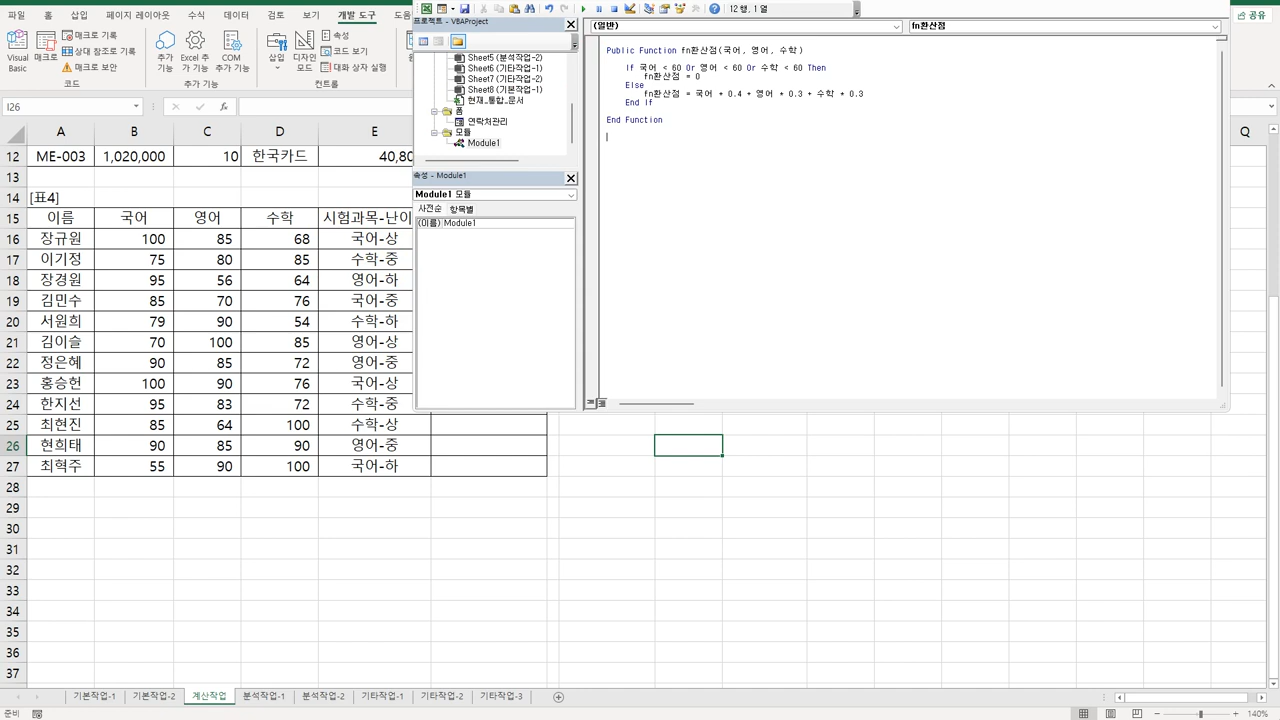 파일 홈 삽입 페이지 레이아웃 수식 데이터 검토 보기 개발 도구 도움 공유
Visual Basic 매크로 매크로 기록 상대 참조로 기록 매크로 보안 추가 기능 Excel 추가 기능 COM 추가 기능 삽입 디자인 모드 속성 코드 보기 대화 상자 실행
코드 추가 기능 컨트롤
I26 fx
A B C D E Q
12 ME-003 1,020,000 10 한국카드 40,80
13
14 [표4]
15 이름 국어 영어 수학 시험과목-난이
16 장규원 100 85 68 국어-상
17 이기정 75 80 85 수학-중
18 장경원 95 56 64 영어-하
19 김민수 85 70 76 국어-중
20 서원희 79 90 54 수학-하
21 김이슬 70 100 85 영어-상
22 정은혜 90 85 72 영어-중
23 홍승헌 100 90 76 국어-상
24 한지선 95 83 72 수학-중
25 최현진 85 64 100 수학-상
26 현희태 90 85 90 영어-중
27 최혁주 55 90 100 국어-하
28
29
30
31
32
33
34
35
36
37
12 행, 1 열
프로젝트 - VBAProject
Sheet5 (분석작업-2)
Sheet6 (기타작업-1)
Sheet7 (기타작업-2)
Sheet8 (기본작업-1)
현재_통합_문서
폼
연락처관리
모듈
Module1
속성 - Module1
Module1 모듈
사전순 항목별
(이름) Module1
(일반) fn환산점
Public Function fn환산점(국어, 영어, 수학)
If 국어 < 60 Or 영어 < 60 Or 수학 < 60 Then
fn환산점 = 0
Else
fn환산점 = 국어 + 0.4 + 영어 * 0.3 + 수학 * 0.3
End If
End Function
기본작업-1 기본작업-2 계산작업 분석작업-1 분석작업-2 기타작업-1 기타작업-2 기타작업-3
준비 140%